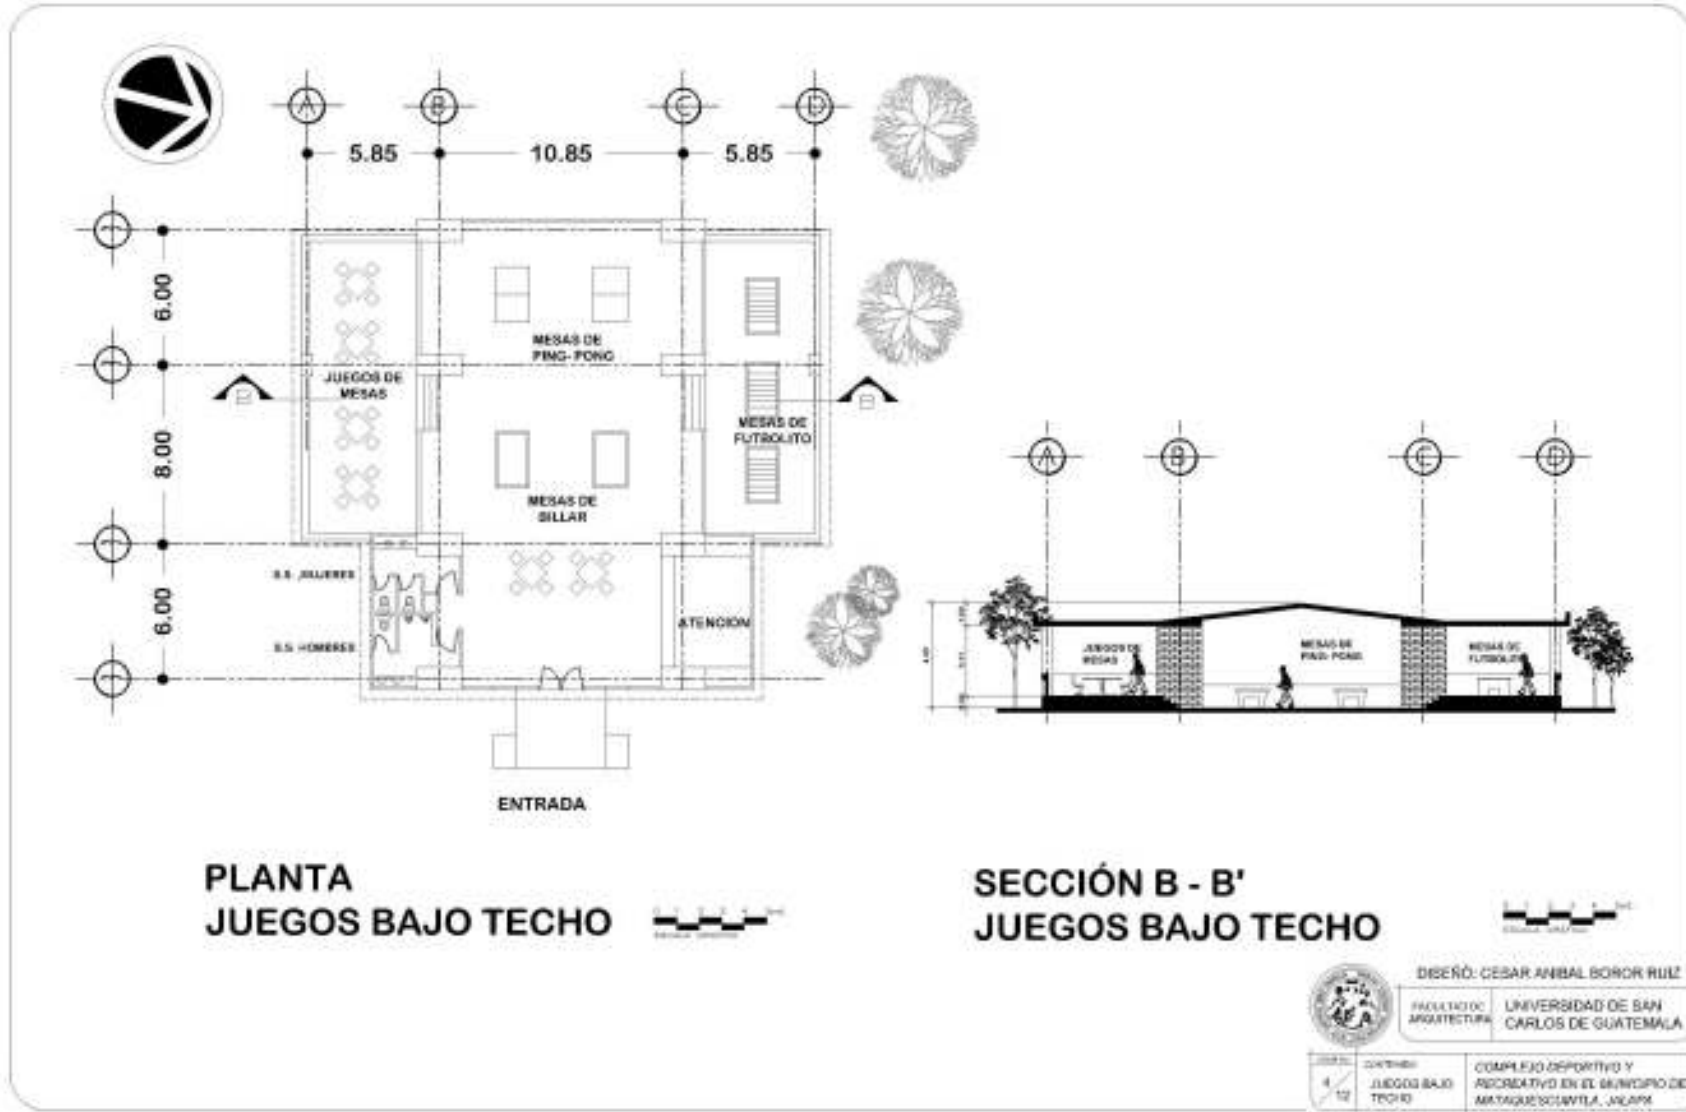 A B C D
5.85 10.85 5.85
6.00
8.00
6.00
MESAS DE
PING- PONG
JUEGOS DE
MESAS
B B
MESAS DE
FUTBOLITO
MESAS DE
BILLAR
S.S. MUJERES
S.S. HOMBRES
ATENCION
ENTRADA
PLANTA
JUEGOS BAJO TECHO
A B C D
JUEGOS DE
MESAS
MESAS DE
PING- PONG
MESAS DE
FUTBOLITO
SECCIÓN B - B'
JUEGOS BAJO TECHO
DISEÑO: CESAR ANIBAL BOROR RUIZ
FACULTAD DE
ARQUITECTURA
UNIVERSIDAD DE SAN
CARLOS DE GUATEMALA
4/12
CONTENIDO
JUEGOS BAJO
TECHO
COMPLEJO DEPORTIVO Y
RECREATIVO EN EL MUNICIPIO DE
MATAQUESCUINTLA, JALAPA